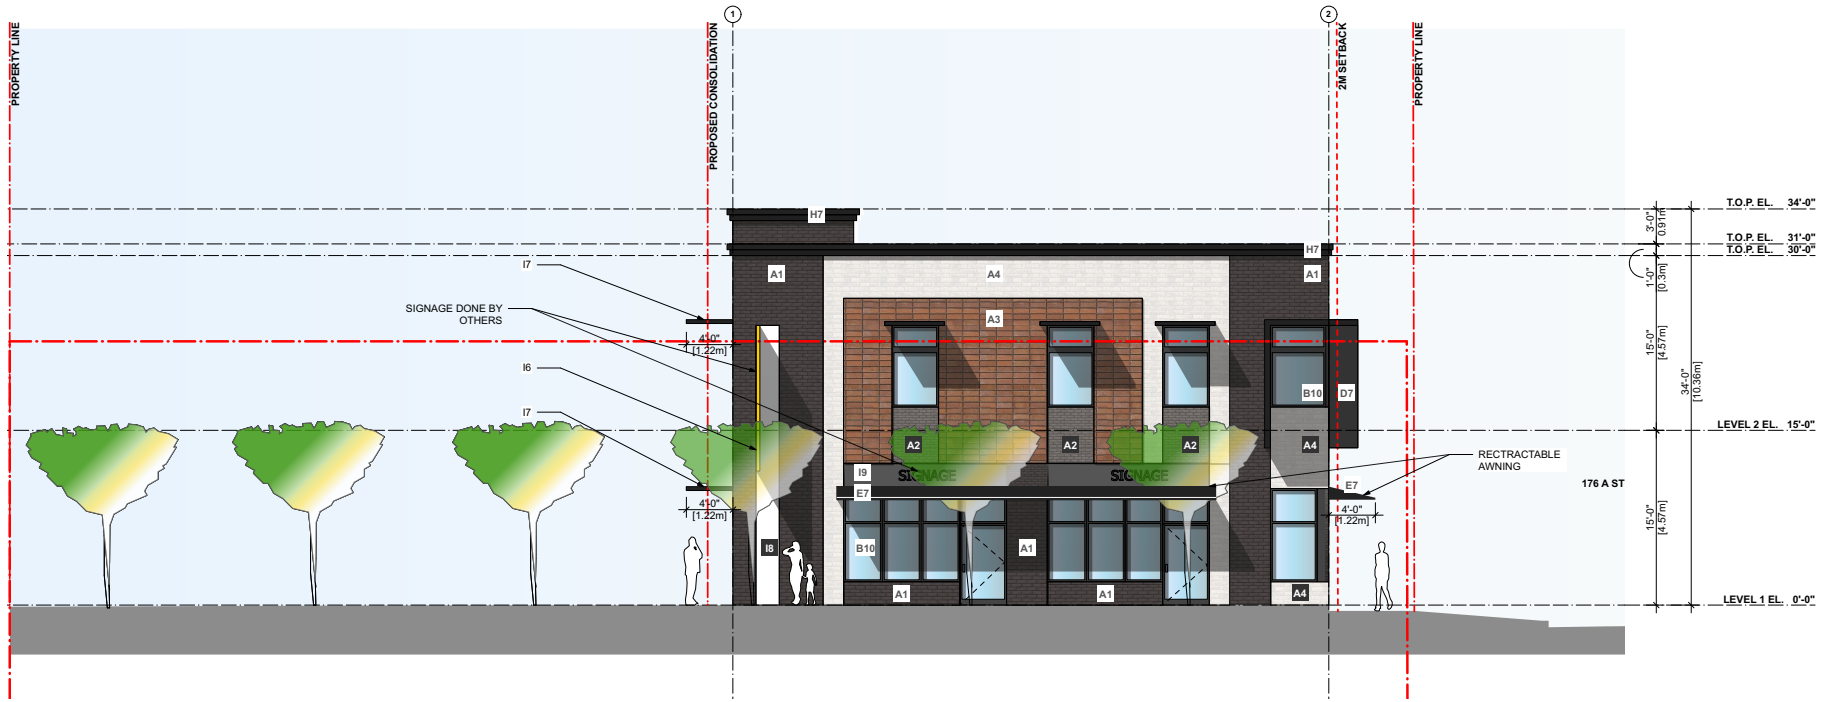 1
2
PROPERTY LINE
PROPOSED CONSOLIDATION
2M SETBACK
PROPERTY LINE
T.O.P. EL. 34'-0"
3'-0"
0.91m
H7
T.O.P. EL. 31'-0"
H7
T.O.P. EL. 30'-0"
I7
A1
A4
A1
1'-0"
[0.3m]
SIGNAGE DONE BY
OTHERS
A3
4'-0"
[1.22m]
15'-0"
[4.57m]
34'-0"
[10.36m]
I6
B10
D7
I7
LEVEL 2 EL. 15'-0"
A2
A2
A2
A4
RECTRACTABLE
AWNING
I9
SIGNAGE
SIGNAGE
E7
E7
176 A ST
4'-0"
[1.22m]
4'-0"
[1.22m]
15'-0"
[4.57m]
I8
B10
A1
A1
A1
A4
LEVEL 1 EL. 0'-0"